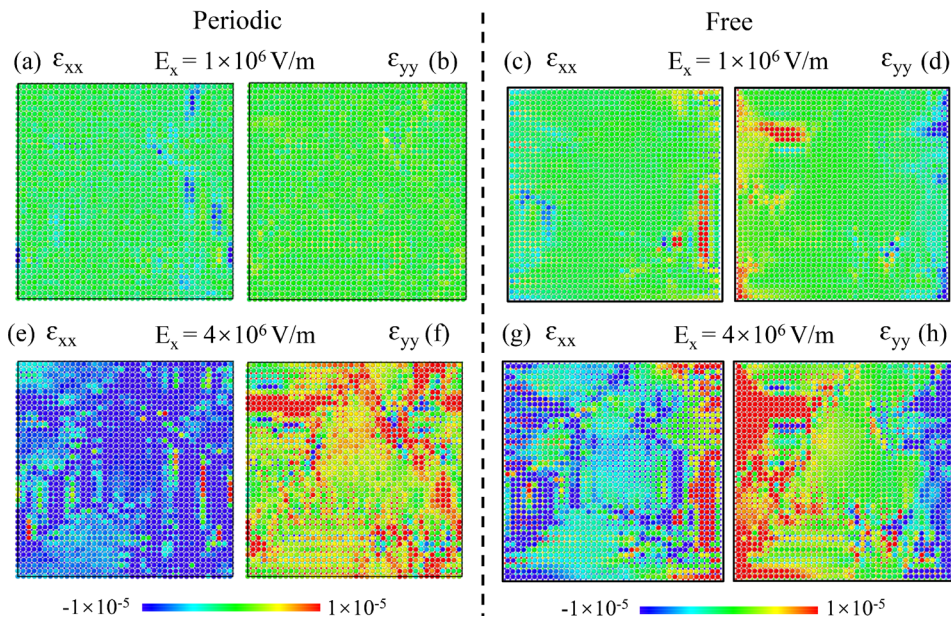 Periodic
Free
(a) εxx Ex = 1×10⁶ V/m εyy (b)
(c) εxx Ex = 1×10⁶ V/m εyy (d)
(e) εxx Ex = 4×10⁶ V/m εyy (f)
(g) εxx Ex = 4×10⁶ V/m εyy (h)
-1×10⁻⁵ 1×10⁻⁵
-1×10⁻⁵ 1×10⁻⁵